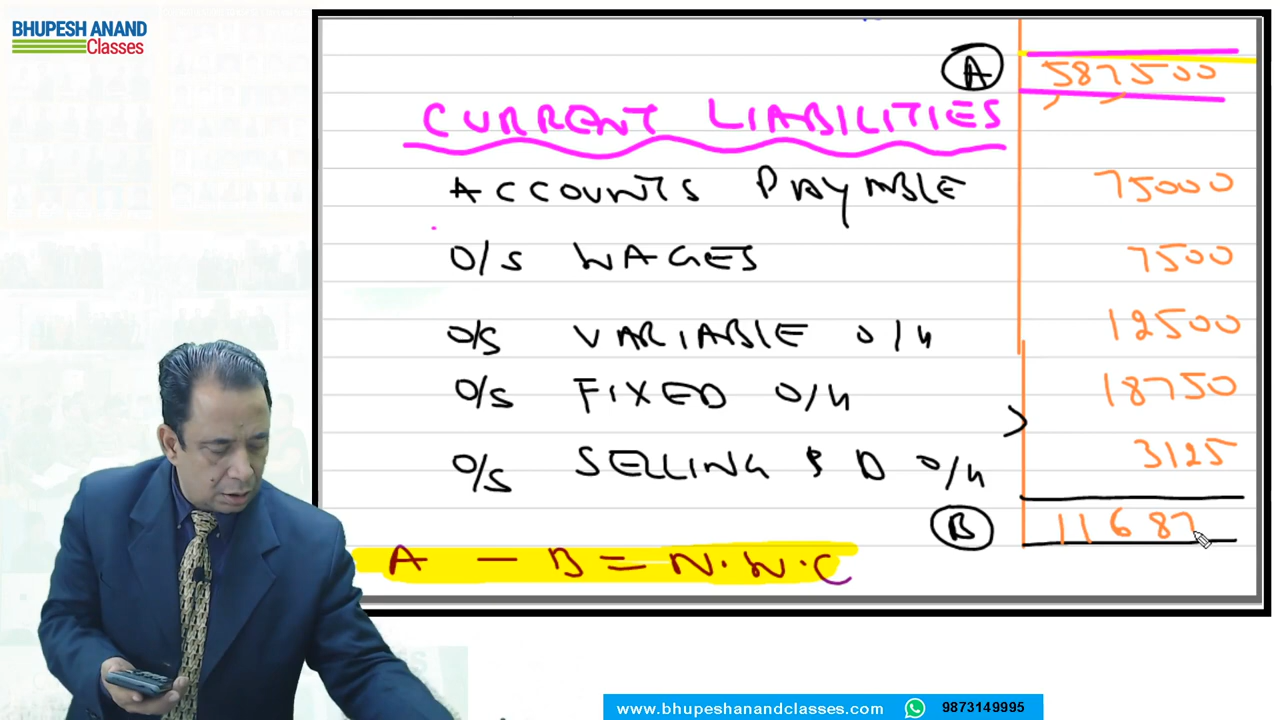 BHUPESH ANAND
Classes
A 587500
CURRENT LIABILITIES
ACCOUNTS PAYABLE 75000
O/S WAGES 7500
O/S VARIABLE O/H 12500
O/S FIXED O/H 18750
O/S SELLING & D O/H 3125
B 11687
A - B = N.W.C
www.bhupeshanandclasses.com 9873149995